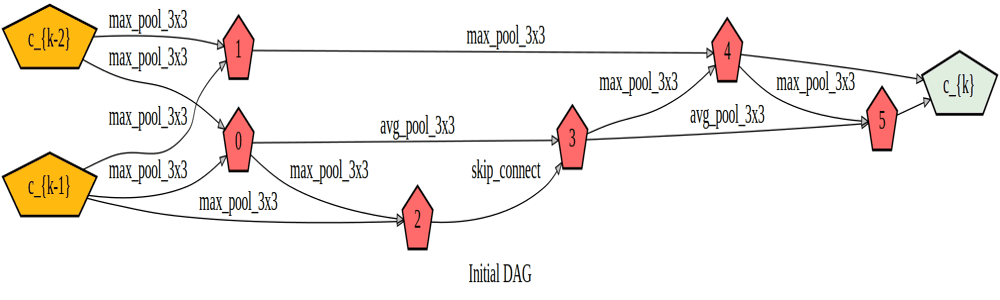 c_{k-2}
max_pool_3x3
max_pool_3x3
1
max_pool_3x3
4
max_pool_3x3
max_pool_3x3
c_{k}
max_pool_3x3
0
avg_pool_3x3
3
avg_pool_3x3
5
c_{k-1}
max_pool_3x3
max_pool_3x3
skip_connect
max_pool_3x3
2
Initial DAG